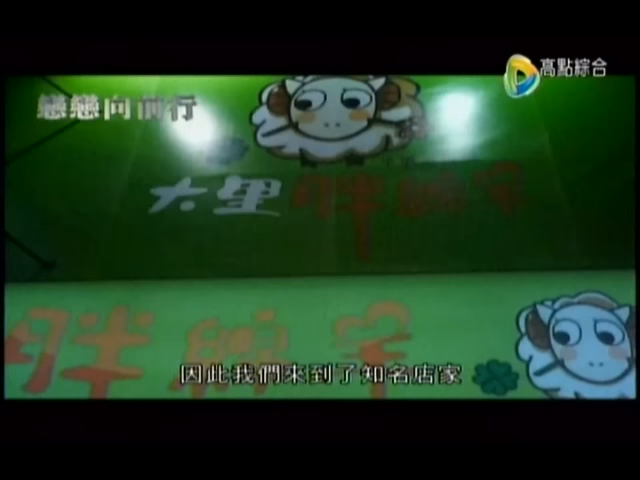 高點綜合
戀戀向前行
大里胖綿羊
胖綿羊
因此我們來到了知名店家